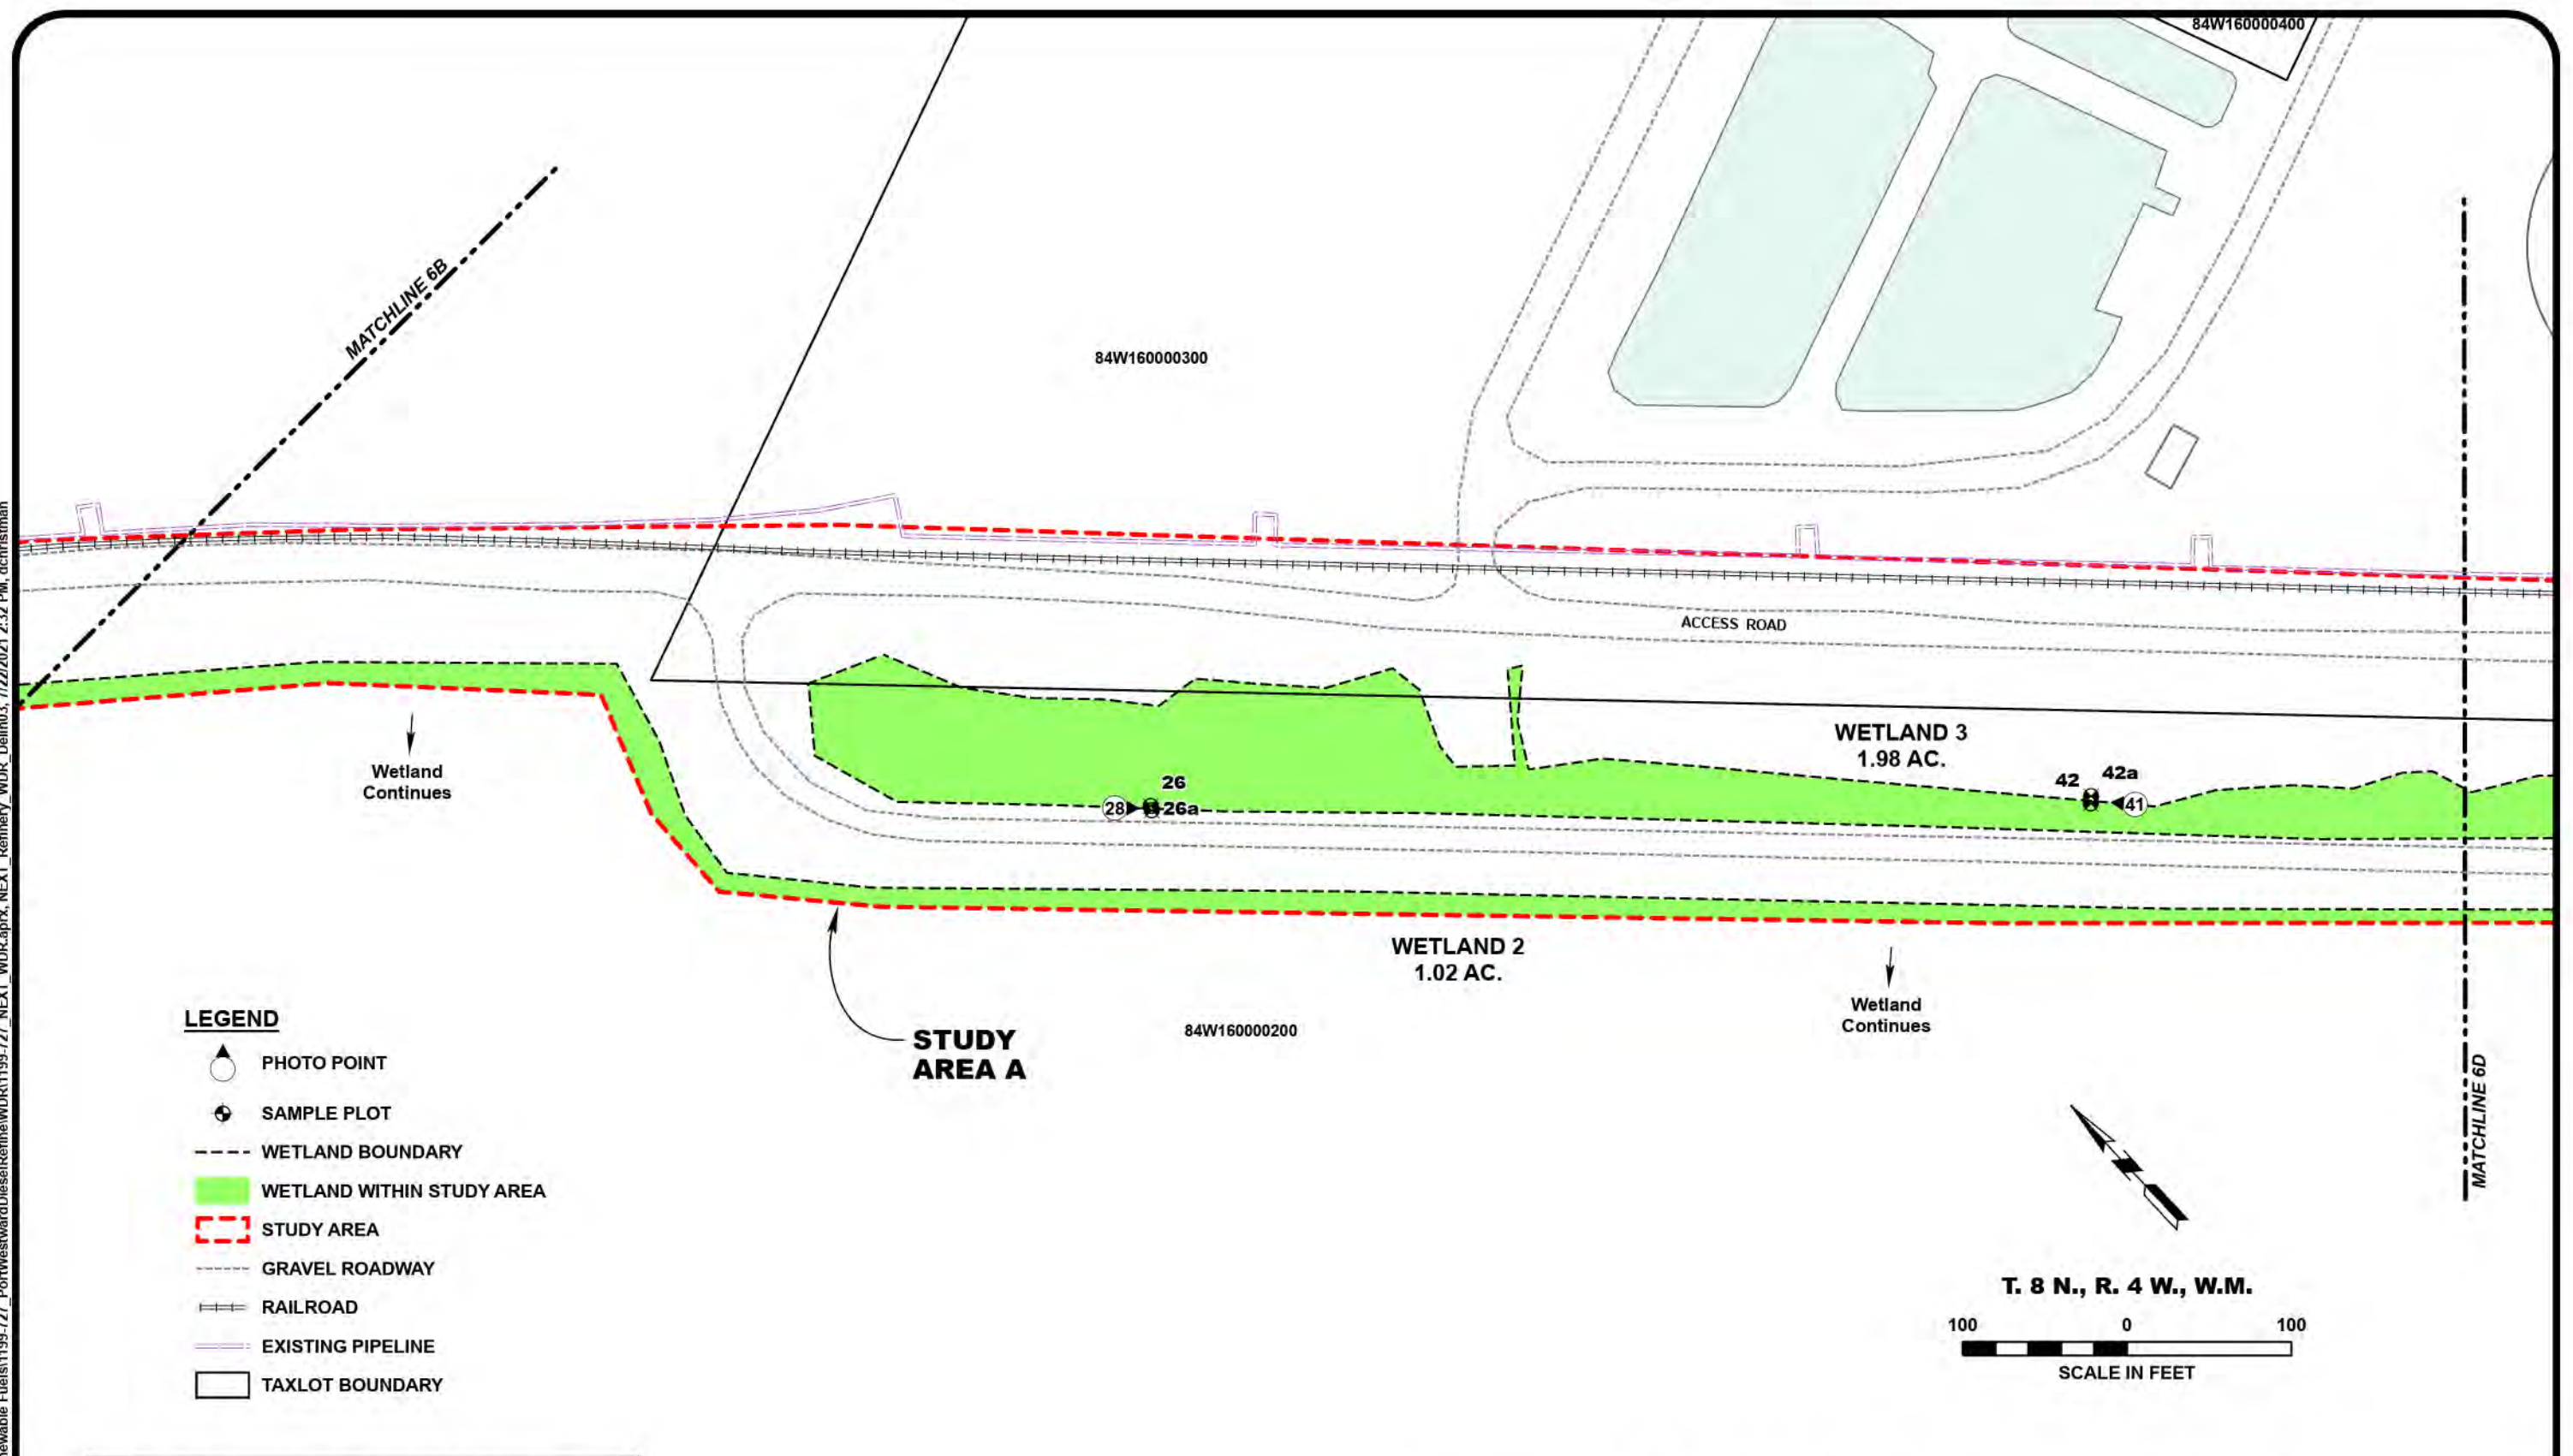 84W160000400
MATCHLINE 6B
84W160000300
ACCESS ROAD
WETLAND 3
1.98 AC.
Wetland
Continues
26
28
26a
42
42a
41
WETLAND 2
1.02 AC.
Wetland
Continues
STUDY
AREA A
84W160000200
MATCHLINE 6D
LEGEND
PHOTO POINT
SAMPLE PLOT
WETLAND BOUNDARY
WETLAND WITHIN STUDY AREA
STUDY AREA
GRAVEL ROADWAY
RAILROAD
EXISTING PIPELINE
TAXLOT BOUNDARY
T. 8 N., R. 4 W., W.M.
100 0 100
SCALE IN FEET